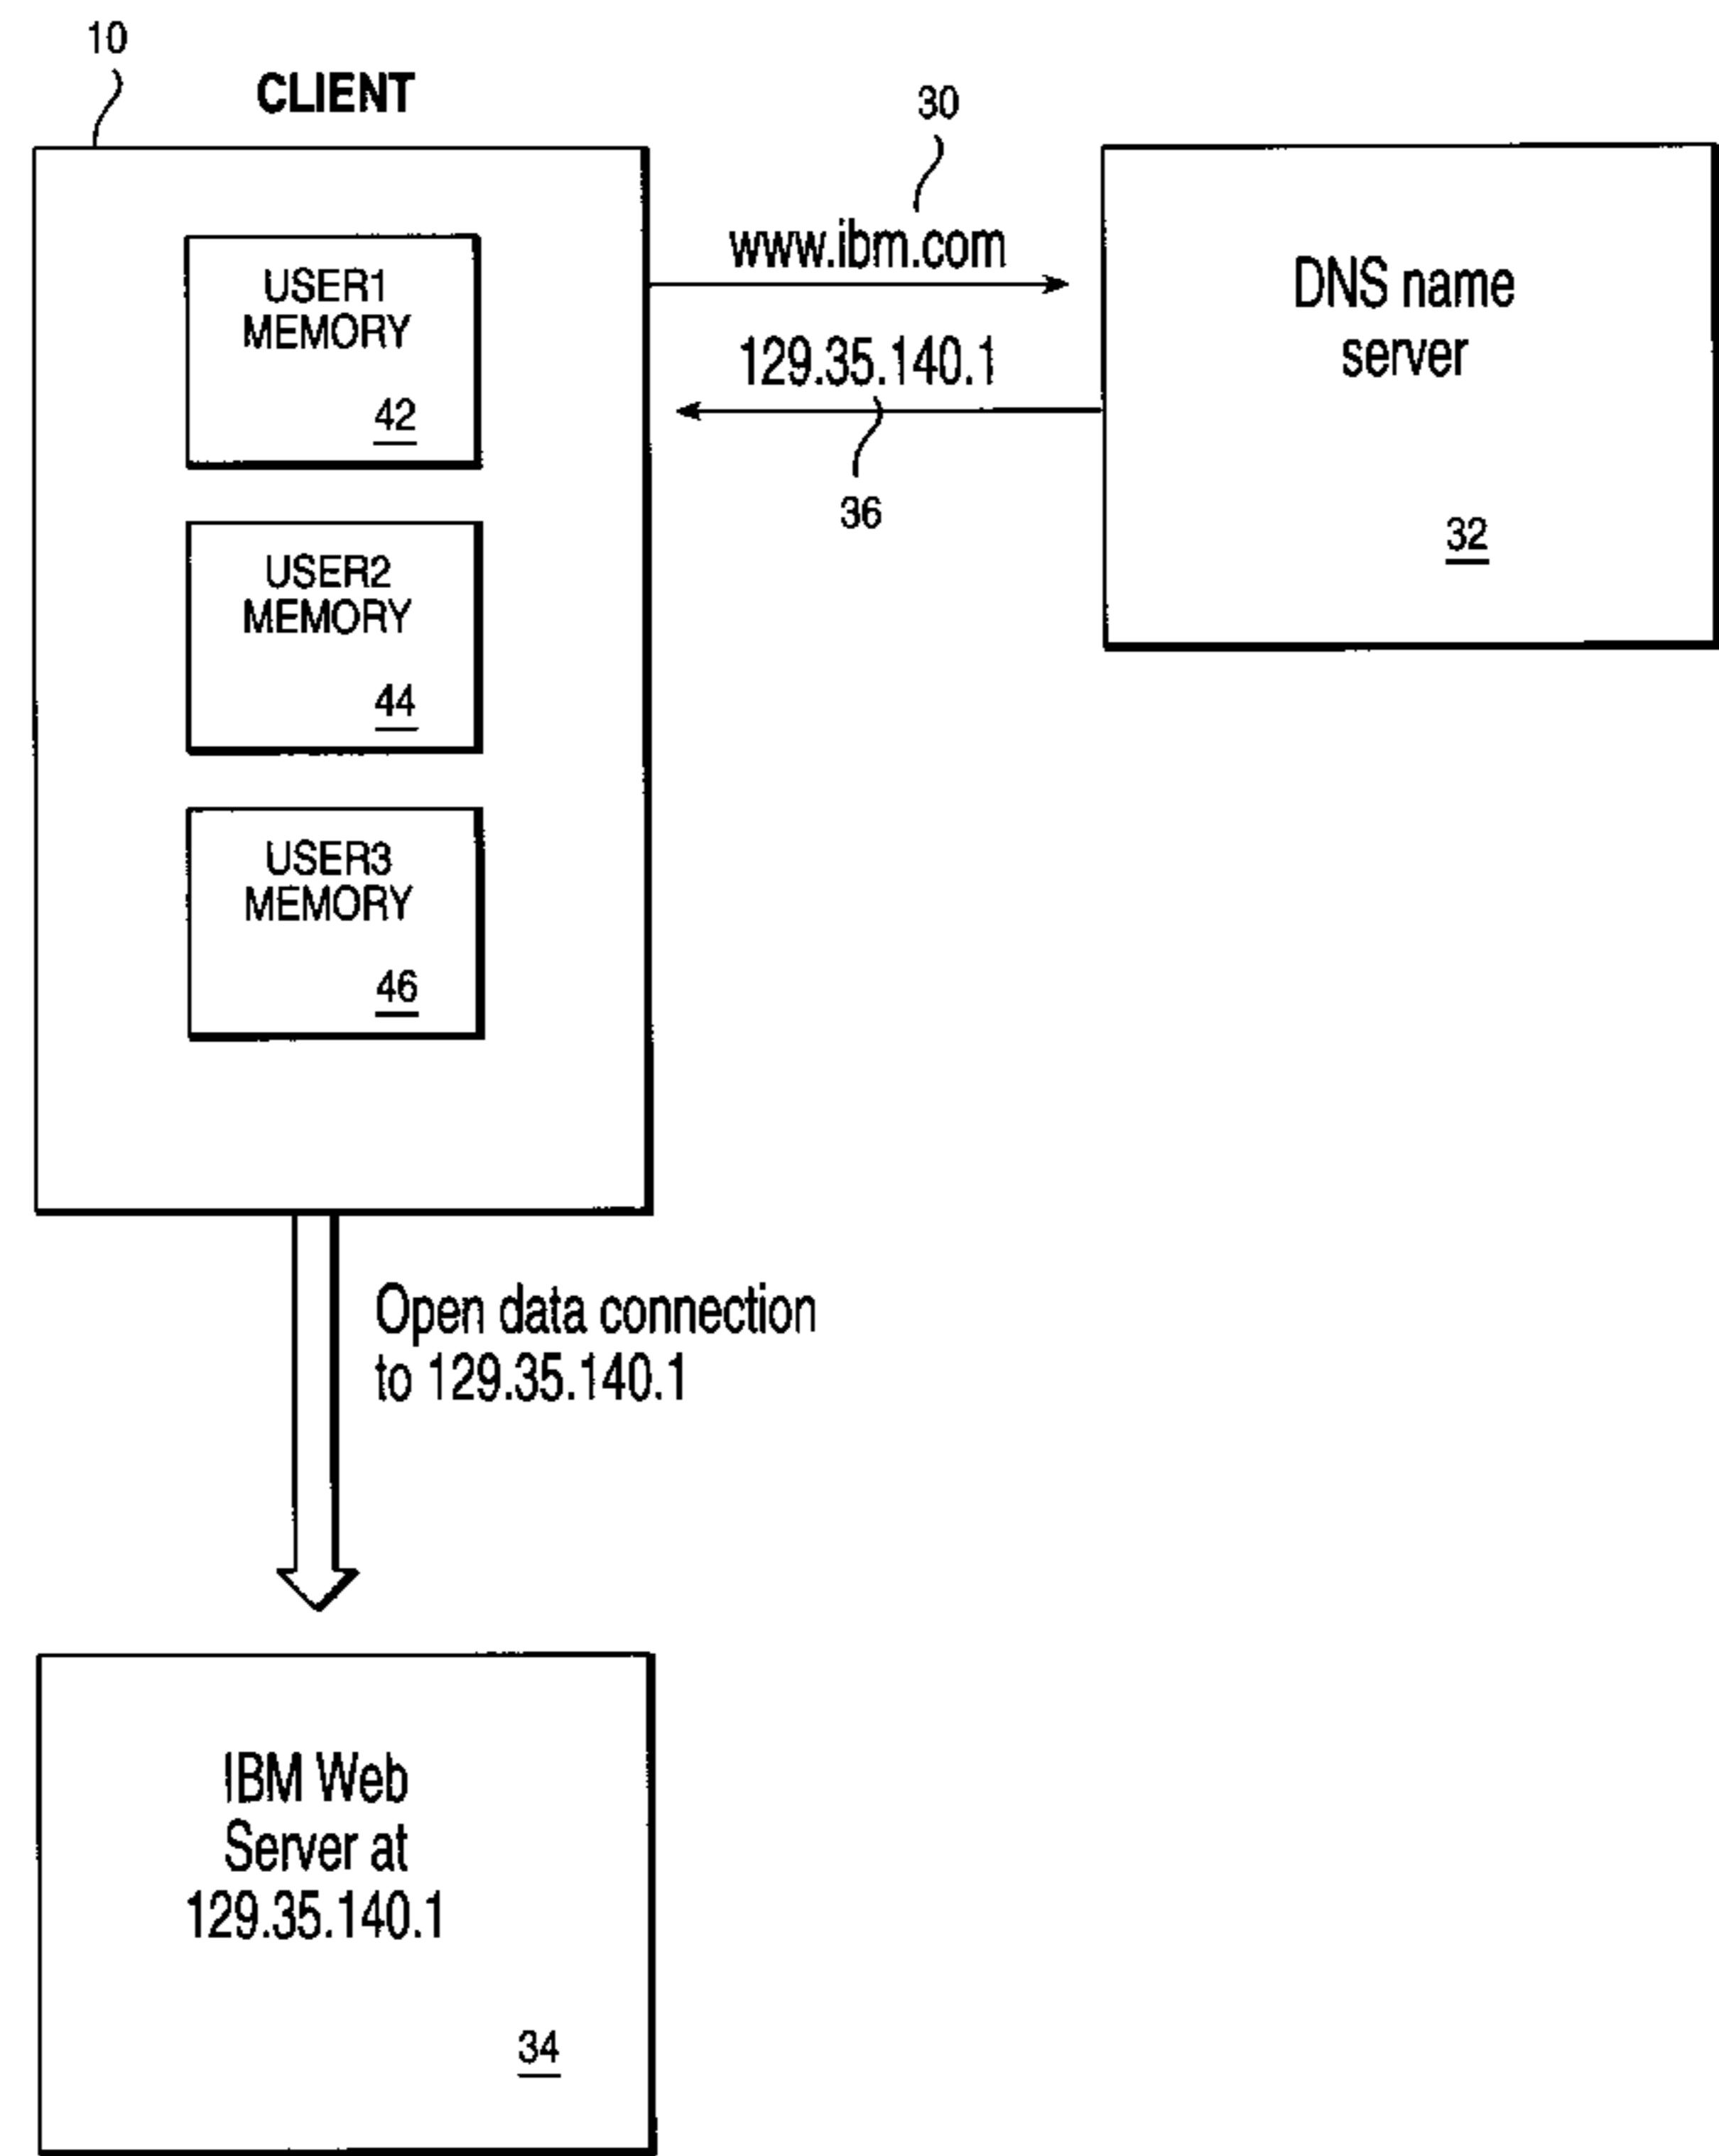 10
CLIENT
30
www.ibm.com
129.35.140.1
36
USER1
MEMORY
42
USER2
MEMORY
44
USER3
MEMORY
46
DNS name
server
32
Open data connection
to 129.35.140.1
IBM Web
Server at
129.35.140.1
34